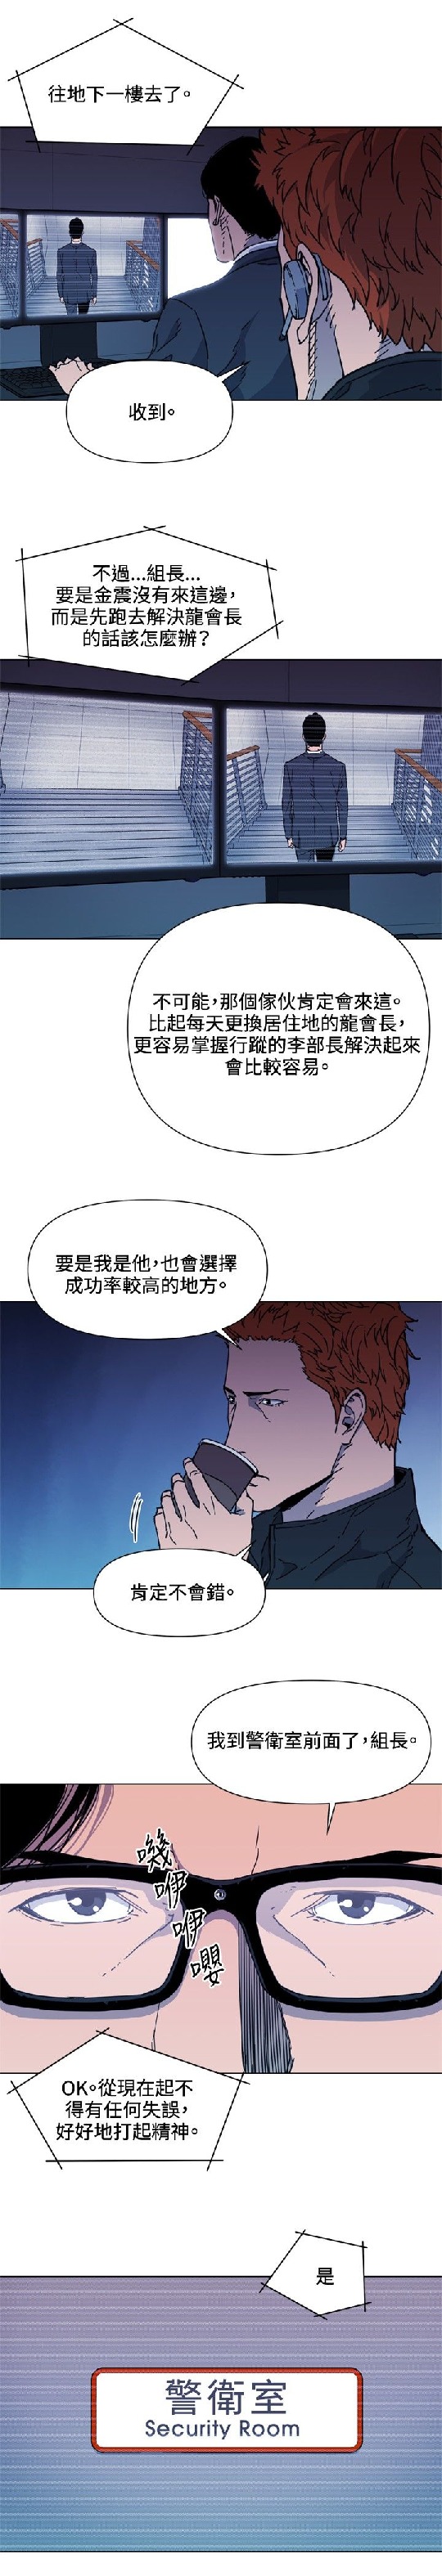 往地下一樓去了。
收到。
不過...組長...
要是金震沒有來這邊，
而是先跑去解決龍會長
的話該怎麼辦？
不可能，那個傢伙肯定會來這。
比起每天更換居住地的龍會長，
更容易掌握行蹤的李部長解決起來
會比較容易。
要是我是他，也會選擇
成功率較高的地方。
肯定不會錯。
我到警衛室前面了，組長。
嘰咿咿嚶
OK。從現在起不
得有任何失誤，
好好地打起精神。
是
警衛室
Security Room